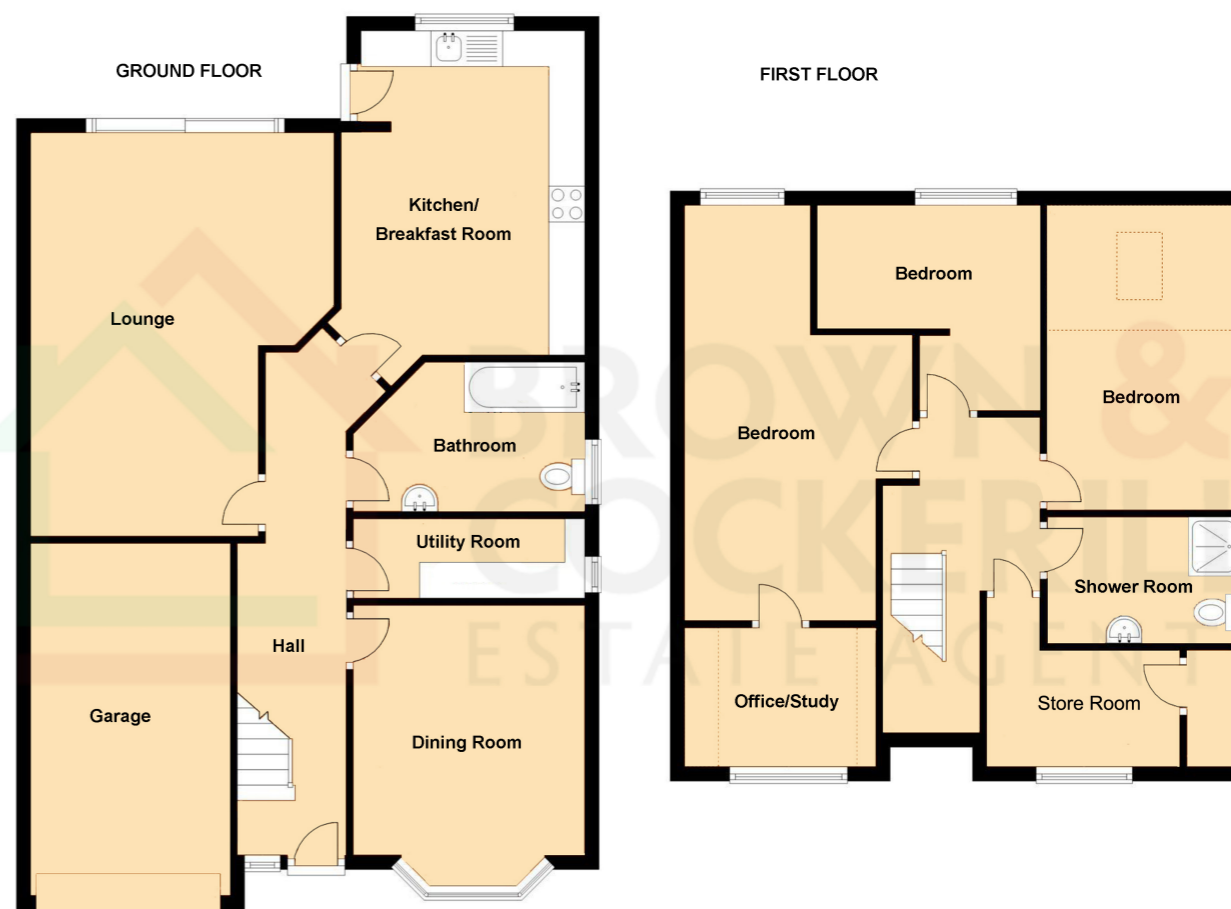 GROUND FLOOR
FIRST FLOOR
Kitchen/
Breakfast Room
Lounge
Bathroom
Utility Room
Hall
Garage
Dining Room
Bedroom
Bedroom
Bedroom
Shower Room
Office/Study
Store Room
BROWN &
COCKERILL
ESTATE AGENT